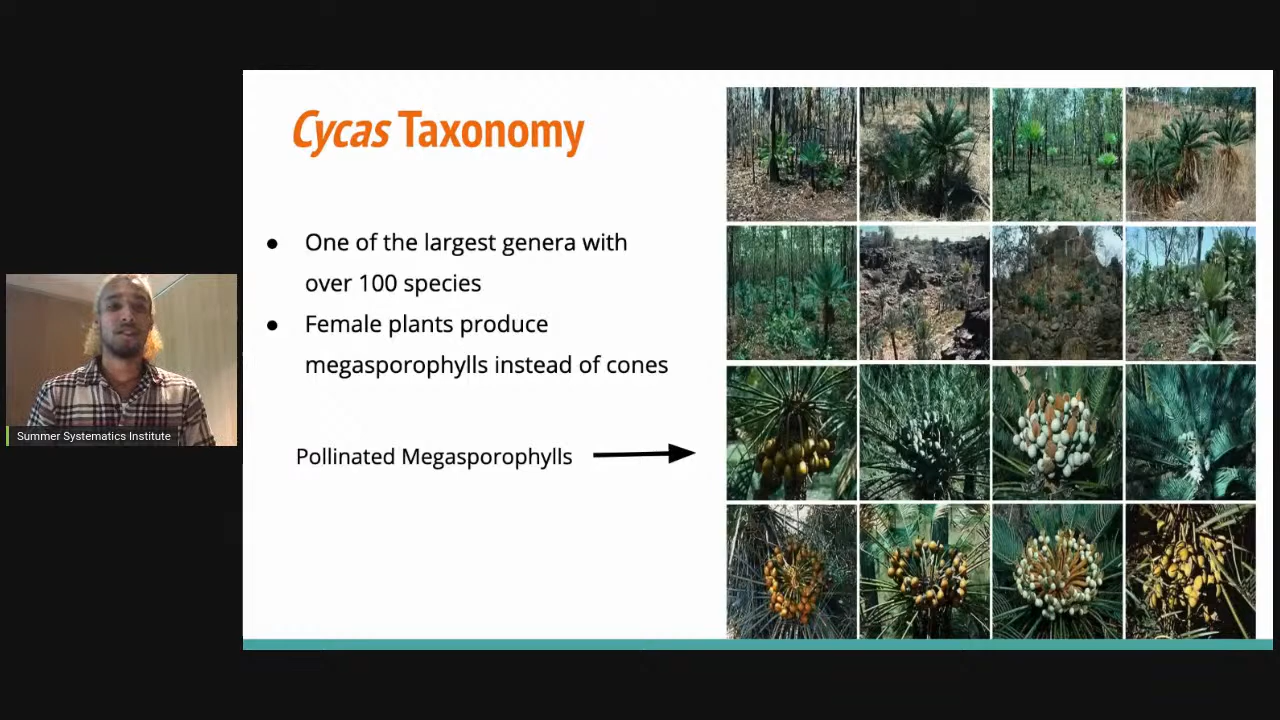 Cycas Taxonomy
● One of the largest genera with
over 100 species
● Female plants produce
megasporophylls instead of cones
Pollinated Megasporophylls
Summer Systematics Institute